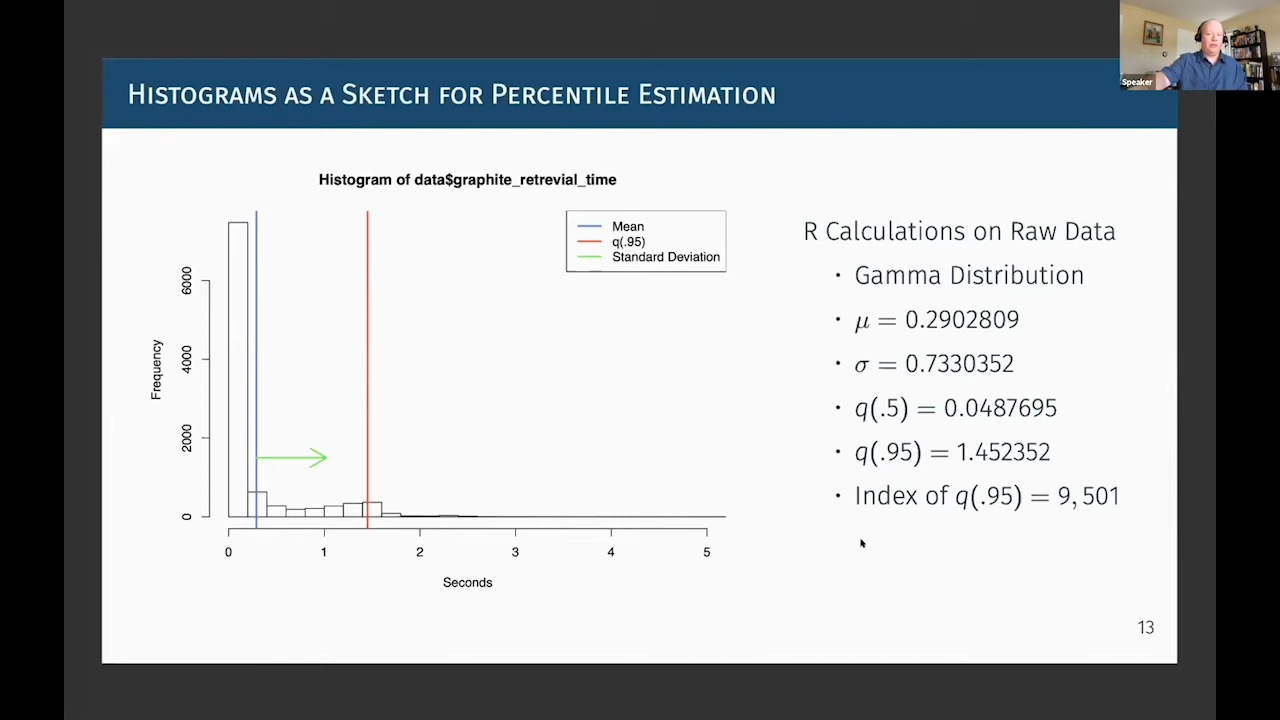 Speaker
Histograms as a Sketch for Percentile Estimation
Histogram of data$graphite_retrevial_time
Mean
q(.95)
Standard Deviation
Frequency
0
2000
4000
6000
0 1 2 3 4 5
Seconds
R Calculations on Raw Data
· Gamma Distribution
· μ = 0.2902809
· σ = 0.7330352
· q(.5) = 0.0487695
· q(.95) = 1.452352
· Index of q(.95) = 9,501
13